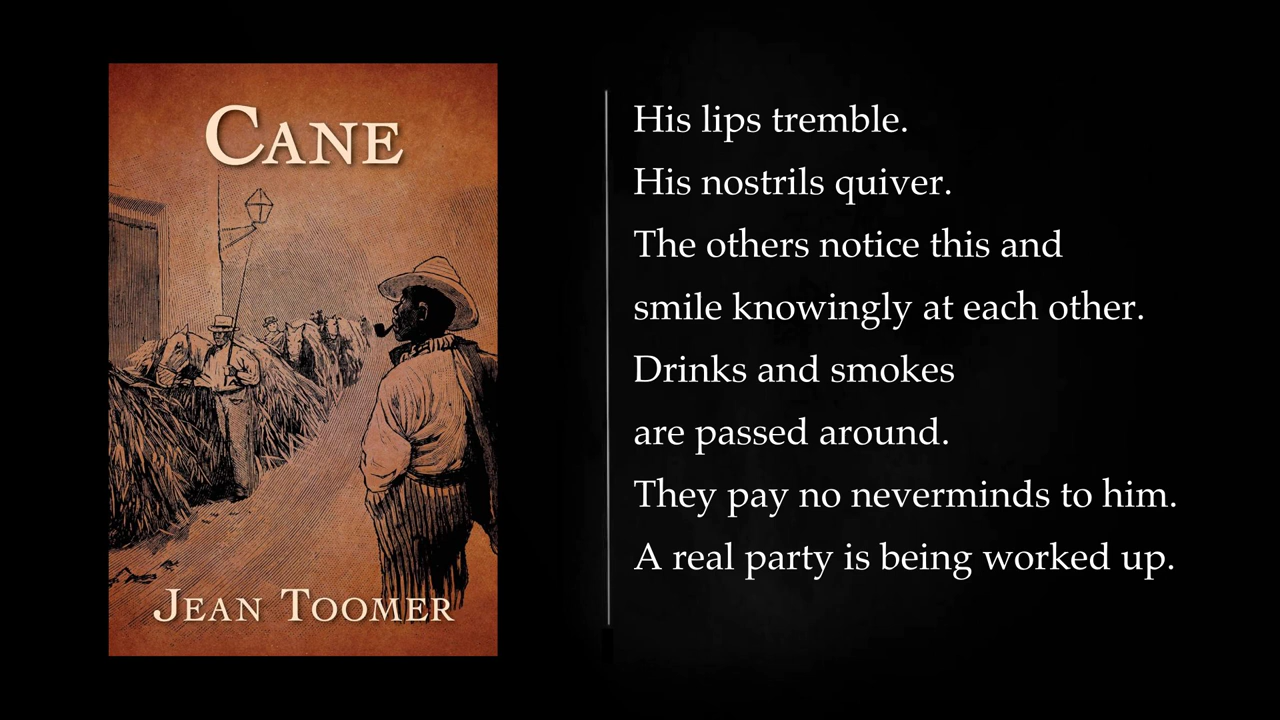 CANE
JEAN TOOMER
His lips tremble.
His nostrils quiver.
The others notice this and
smile knowingly at each other.
Drinks and smokes
are passed around.
They pay no neverminds to him.
A real party is being worked up.